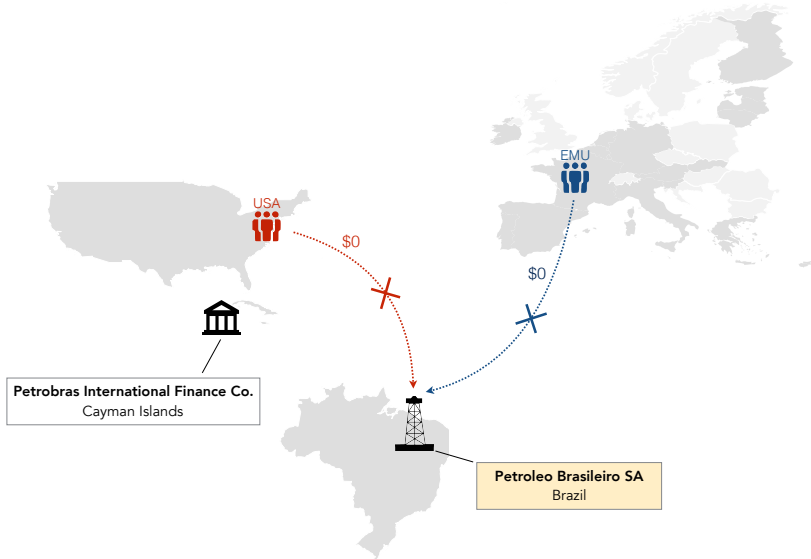 EMU
USA
$0
$0
Petrobras International Finance Co.
Cayman Islands
Petroleo Brasileiro SA
Brazil